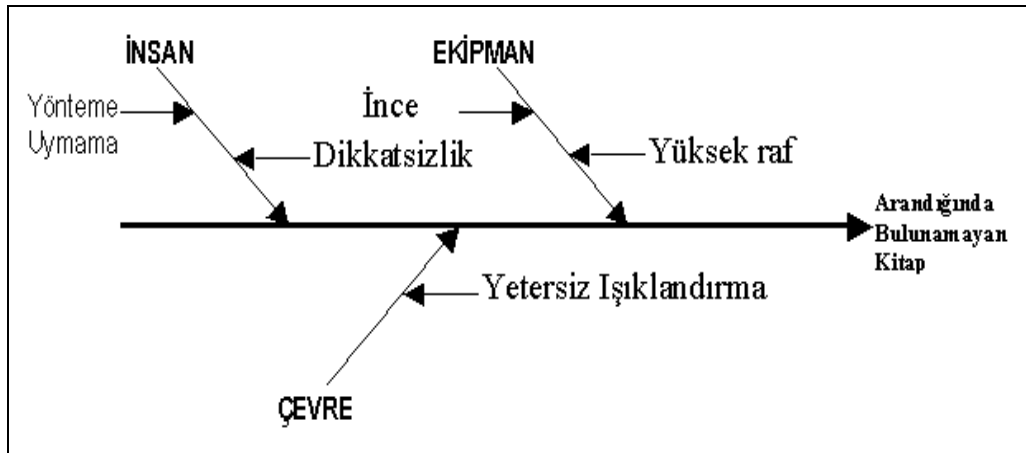 İNSAN
EKİPMAN
Yönteme
Uymama
İnce
Dikkatsizlik
Yüksek raf
Arandığında
Bulunamayan
Kitap
Yetersiz Işıklandırma
ÇEVRE